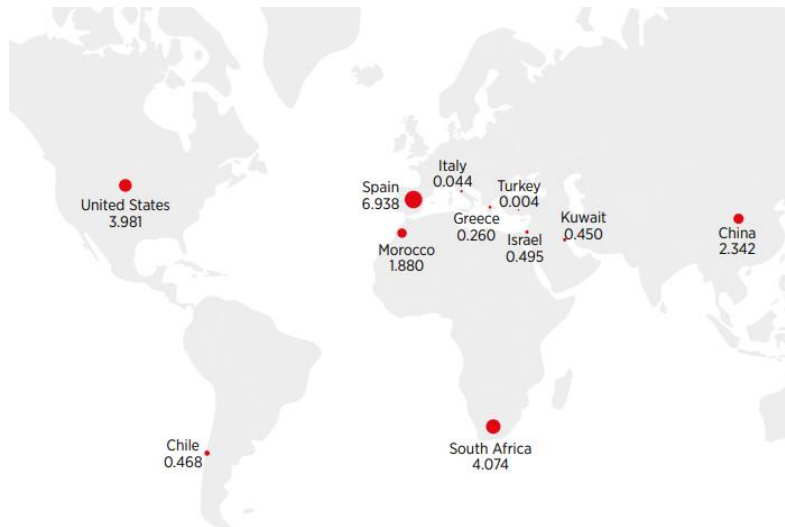 Italy
0.044
Spain
6.938
Turkey
0.004
United States
3.981
Greece
0.260
Kuwait
0.450
China
2.342
Israel
0.495
Morocco
1.880
Chile
0.468
South Africa
4.074